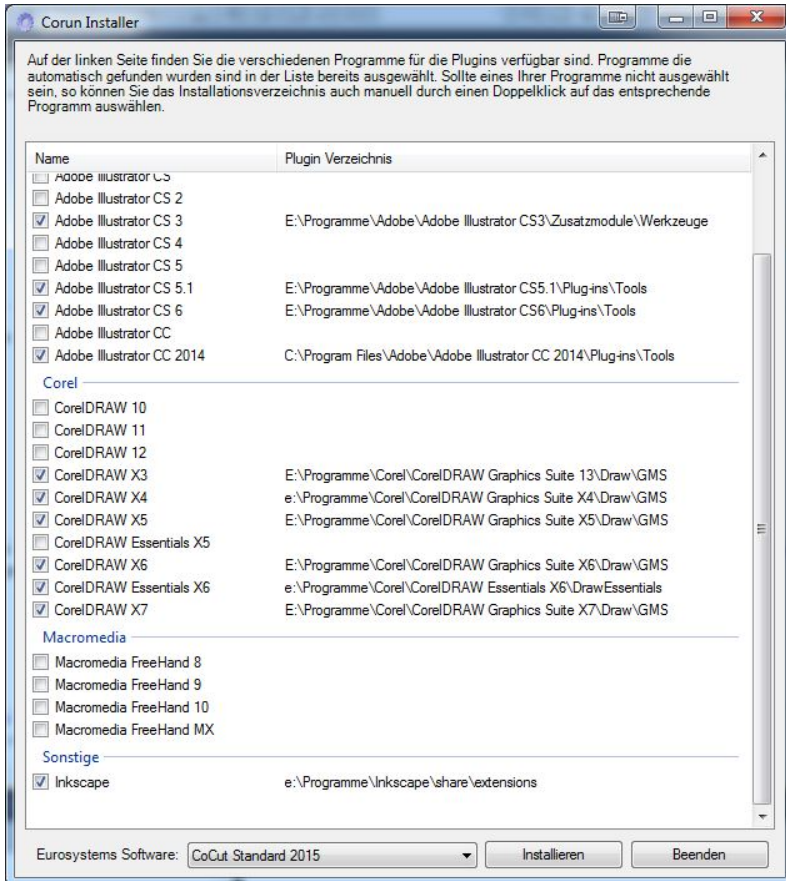 Corun Installer
Auf der linken Seite finden Sie die verschiedenen Programme für die Plugins verfügbar sind. Programme die
automatisch gefunden wurden sind in der Liste bereits ausgewählt. Sollte eines Ihrer Programme nicht ausgewählt
sein, so können Sie das Installationsverzeichnis auch manuell durch einen Doppelklick auf das entsprechende
Programm auswählen.
Name Plugin Verzeichnis
Adobe Illustrator CS
Adobe Illustrator CS 2
Adobe Illustrator CS 3 E:\Programme\Adobe\Adobe Illustrator CS3\Zusatzmodule\Werkzeuge
Adobe Illustrator CS 4
Adobe Illustrator CS 5
Adobe Illustrator CS 5.1 E:\Programme\Adobe\Adobe Illustrator CS5.1\Plug-ins\Tools
Adobe Illustrator CS 6 E:\Programme\Adobe\Adobe Illustrator CS6\Plug-ins\Tools
Adobe Illustrator CC
Adobe Illustrator CC 2014 C:\Program Files\Adobe\Adobe Illustrator CC 2014\Plug-ins\Tools
Corel
CorelDRAW 10
CorelDRAW 11
CorelDRAW 12
CorelDRAW X3 E:\Programme\Corel\CorelDRAW Graphics Suite 13\Draw\GMS
CorelDRAW X4 e:\Programme\Corel\CorelDRAW Graphics Suite X4\Draw\GMS
CorelDRAW X5 E:\Programme\Corel\CorelDRAW Graphics Suite X5\Draw\GMS
CorelDRAW Essentials X5
CorelDRAW X6 E:\Programme\Corel\CorelDRAW Graphics Suite X6\Draw\GMS
CorelDRAW Essentials X6 e:\Programme\Corel\CorelDRAW Essentials X6\DrawEssentials
CorelDRAW X7 E:\Programme\Corel\CorelDRAW Graphics Suite X7\Draw\GMS
Macromedia
Macromedia FreeHand 8
Macromedia FreeHand 9
Macromedia FreeHand 10
Macromedia FreeHand MX
Sonstige
Inkscape e:\Programme\Inkscape\share\extensions
Eurosystems Software: CoCut Standard 2015 Installieren Beenden